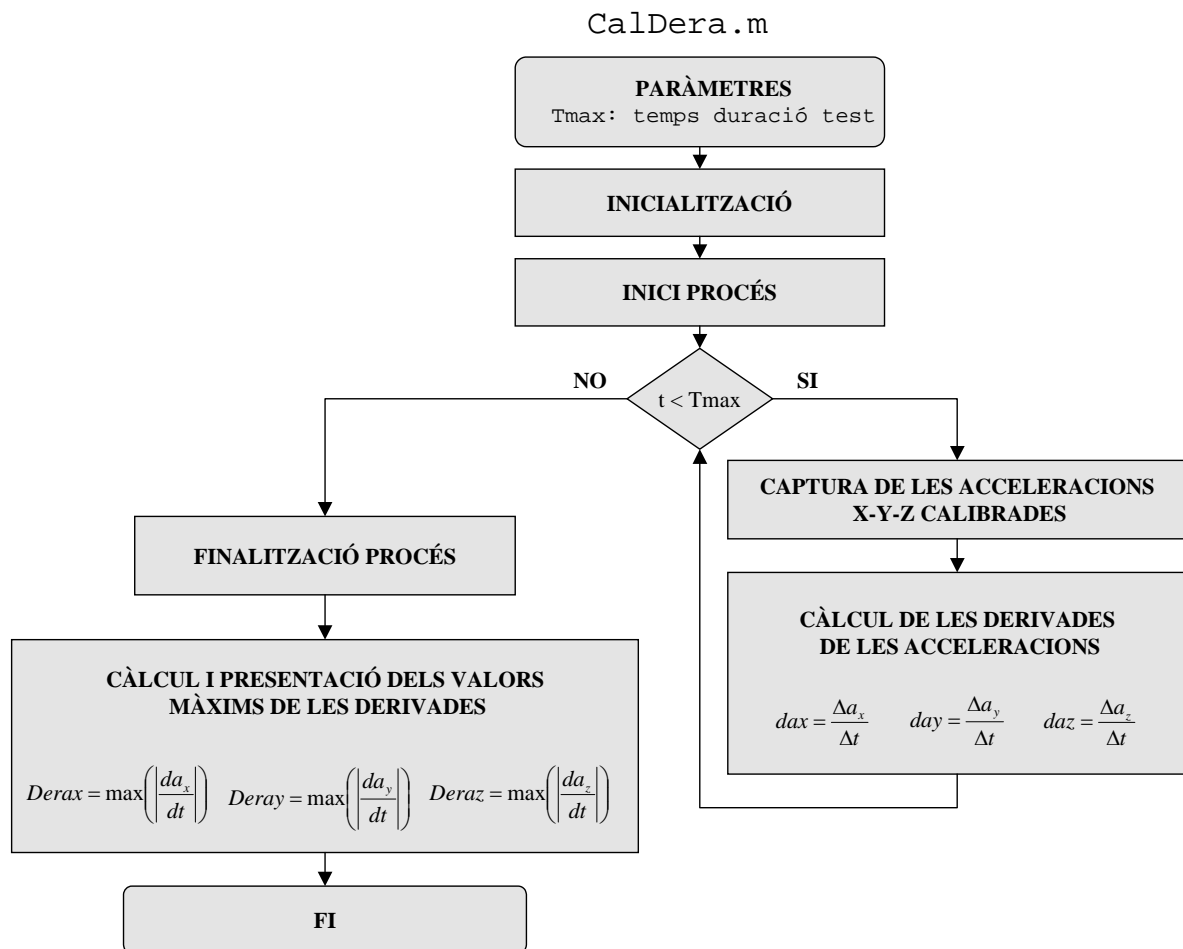 CalDera.m
PARÀMETRES
Tmax: temps duració test
INICIALITZACIÓ
INICI PROCÉS
NO
SI
t < Tmax
CAPTURA DE LES ACCELERACIONS
X-Y-Z CALIBRADES
FINALITZACIÓ PROCÉS
CÀLCUL DE LES DERIVADES
DE LES ACCELERACIONS
dax = Δa_x/Δt day = Δa_y/Δt daz = Δa_z/Δt
CÀLCUL I PRESENTACIÓ DELS VALORS
MÀXIMS DE LES DERIVADES
Derax = max(|da_x/dt|) Deray = max(|da_y/dt|) Deraz = max(|da_z/dt|)
FI